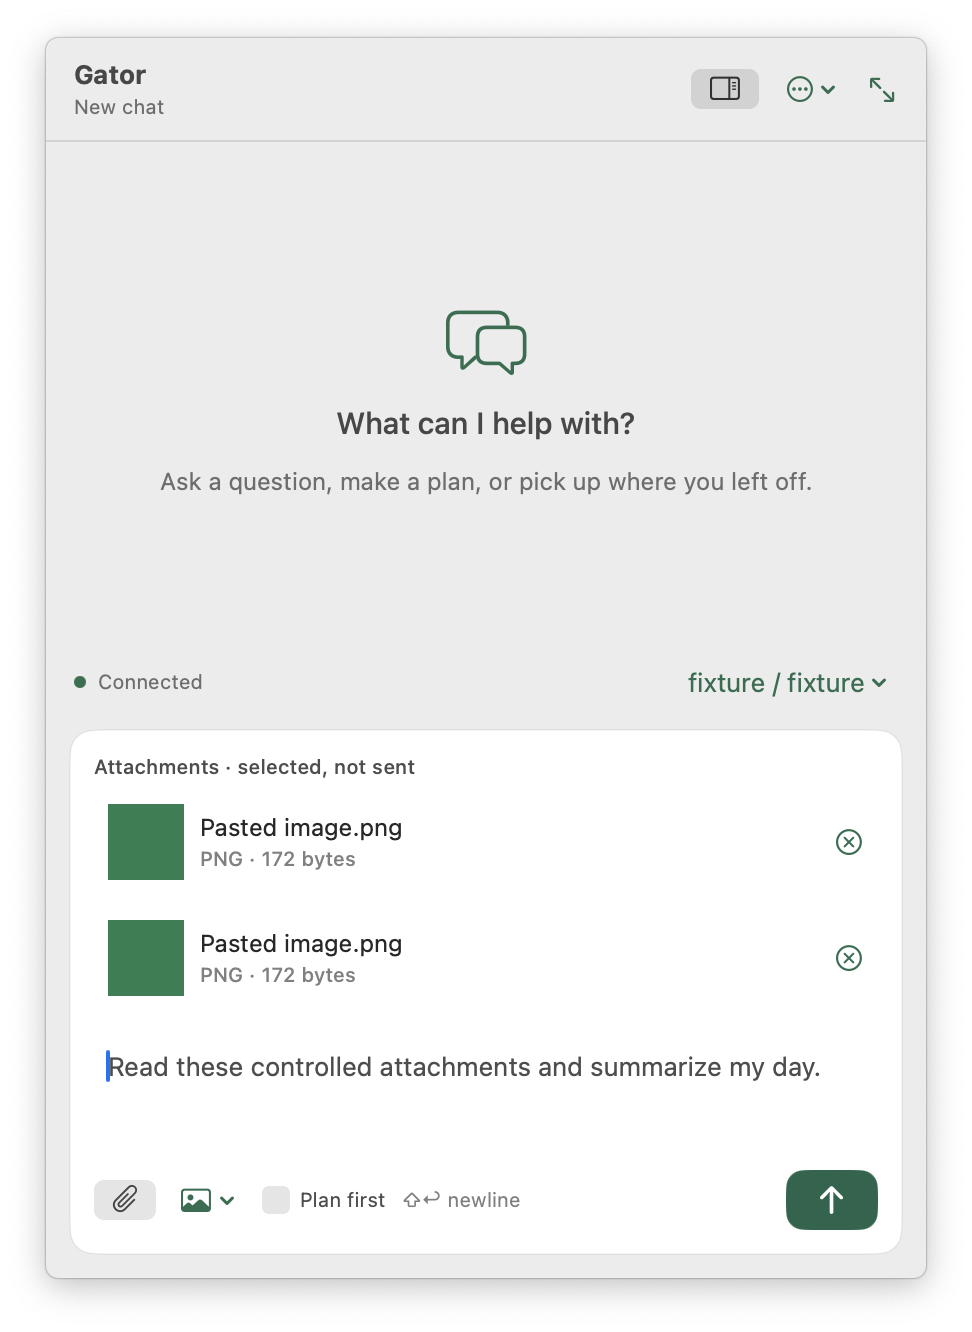 Gator
New chat
What can I help with?
Ask a question, make a plan, or pick up where you left off.
Connected
fixture / fixture
Attachments · selected, not sent
Pasted image.png
PNG · 172 bytes
Pasted image.png
PNG · 172 bytes
Read these controlled attachments and summarize my day.
Plan first ⇧↩ newline